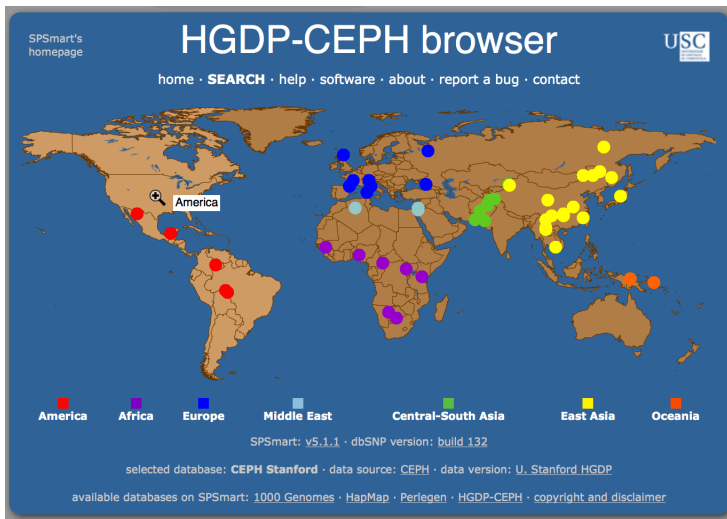 SPSmart's
homepage
HGDP-CEPH browser
USC
home · SEARCH · help · software · about · report a bug · contact
America
America Africa Europe Middle East Central-South Asia East Asia Oceania
SPSmart: v5.1.1 · dbSNP version: build 132
selected database: CEPH Stanford · data source: CEPH · data version: U. Stanford HGDP
available databases on SPSmart: 1000 Genomes · HapMap · Perlegen · HGDP-CEPH · copyright and disclaimer